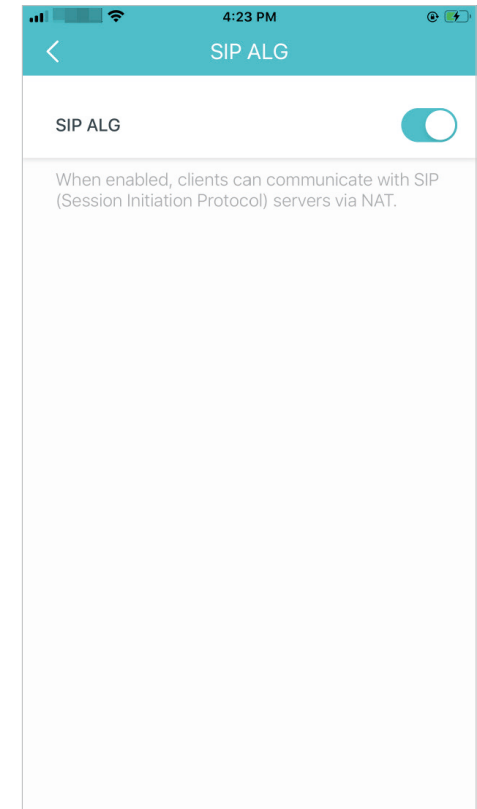 4:23 PM
SIP ALG
SIP ALG
When enabled, clients can communicate with SIP
(Session Initiation Protocol) servers via NAT.